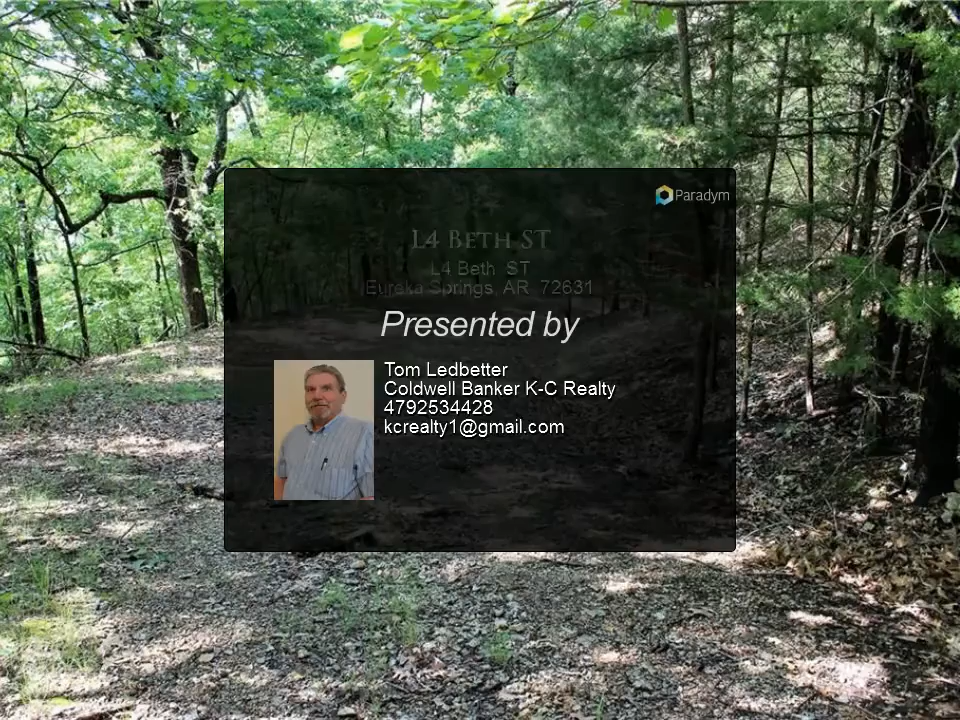 Paradym
L4 Beth ST
L4 Beth ST
Eureka Springs, AR 72631
Presented by
Tom Ledbetter
Coldwell Banker K-C Realty
4792534428
kcrealty1@gmail.com